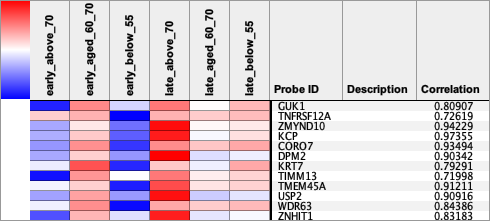 early_above_70
early_aged_60_70
early_below_55
late_above_70
late_aged_60_70
late_below_55
Probe ID Description Correlation
GUK1 0.80907
TNFRSF12A 0.72619
ZMYND10 0.94229
KCP 0.97355
CORO7 0.93494
DPM2 0.90342
KRT7 0.79291
TIMM13 0.71998
TMEM45A 0.91211
USP2 0.90916
WDR63 0.84386
ZNHIT1 0.83183